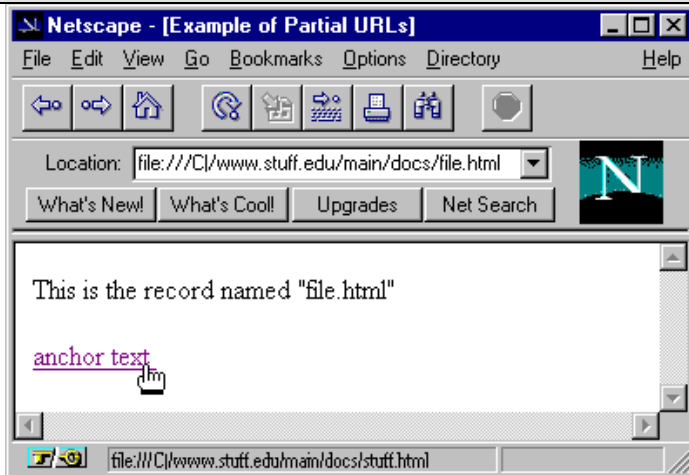 Netscape - [Example of Partial URLs]
File Edit View Go Bookmarks Options Directory Help
Location: file:///C|/www.stuff.edu/main/docs/file.html
N
What's New! What's Cool! Upgrades Net Search
This is the record named "file.html"
anchor text
file:///C|/www.stuff.edu/main/docs/stuff.html